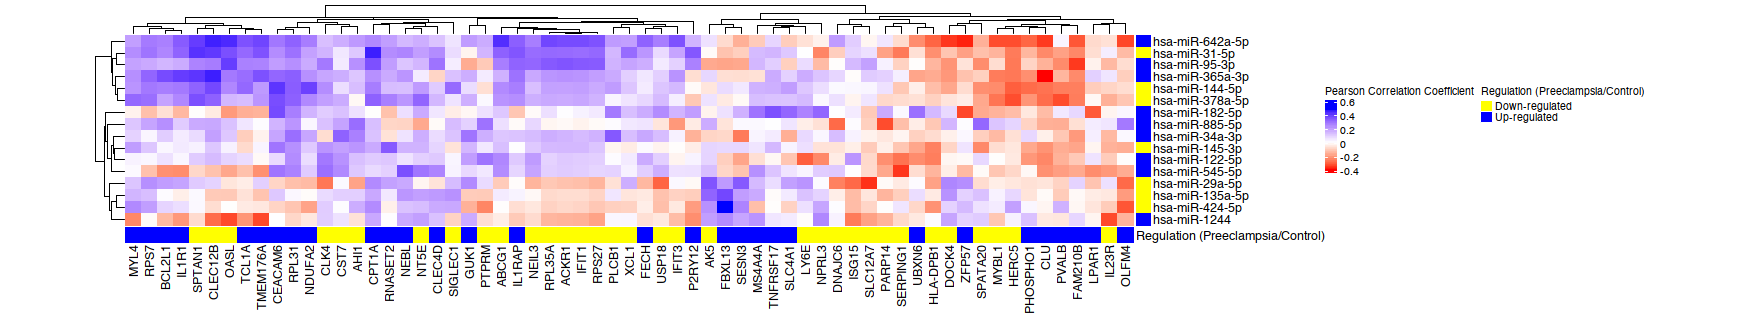 hsa-miR-642a-5p
hsa-miR-31-5p
hsa-miR-95-3p
hsa-miR-365a-3p
hsa-miR-144-5p
hsa-miR-378a-5p
hsa-miR-182-5p
hsa-miR-885-5p
hsa-miR-34a-3p
hsa-miR-145-3p
hsa-miR-122-5p
hsa-miR-545-5p
hsa-miR-29a-5p
hsa-miR-135a-5p
hsa-miR-424-5p
hsa-miR-1244
Regulation (Preeclampsia/Control)
MYL4
RPS7
BCL2L1
IL1R1
SPTAN1
CLEC12B
OASL
TCL1A
TMEM176A
CEACAM6
RPL31
NDUFA2
CLK4
CST7
AHI1
CPT1A
RNASET2
NEBL
NT5E
CLEC4D
SIGLEC1
GUK1
PTPRM
ABCG1
IL1RAP
NEIL3
RPL35A
ACKR1
IFIT1
RPS27
PLCB1
XCL1
FECH
USP18
IFIT3
P2RY12
AK5
FBXL13
SESN3
MS4A4A
TNFRSF17
SLC4A1
LY6E
NPRL3
DNAJC6
ISG15
SLC12A7
PARP14
SERPING1
UBXN6
HLA-DPB1
DOCK4
ZFP57
SPATA20
MYBL1
HERC5
PHOSPHO1
CLU
PVALB
FAM210B
LPAR1
IL23R
OLFM4
Pearson Correlation Coefficient
0.6
0.4
0.2
0
-0.2
-0.4
Regulation (Preeclampsia/Control)
Down-regulated
Up-regulated